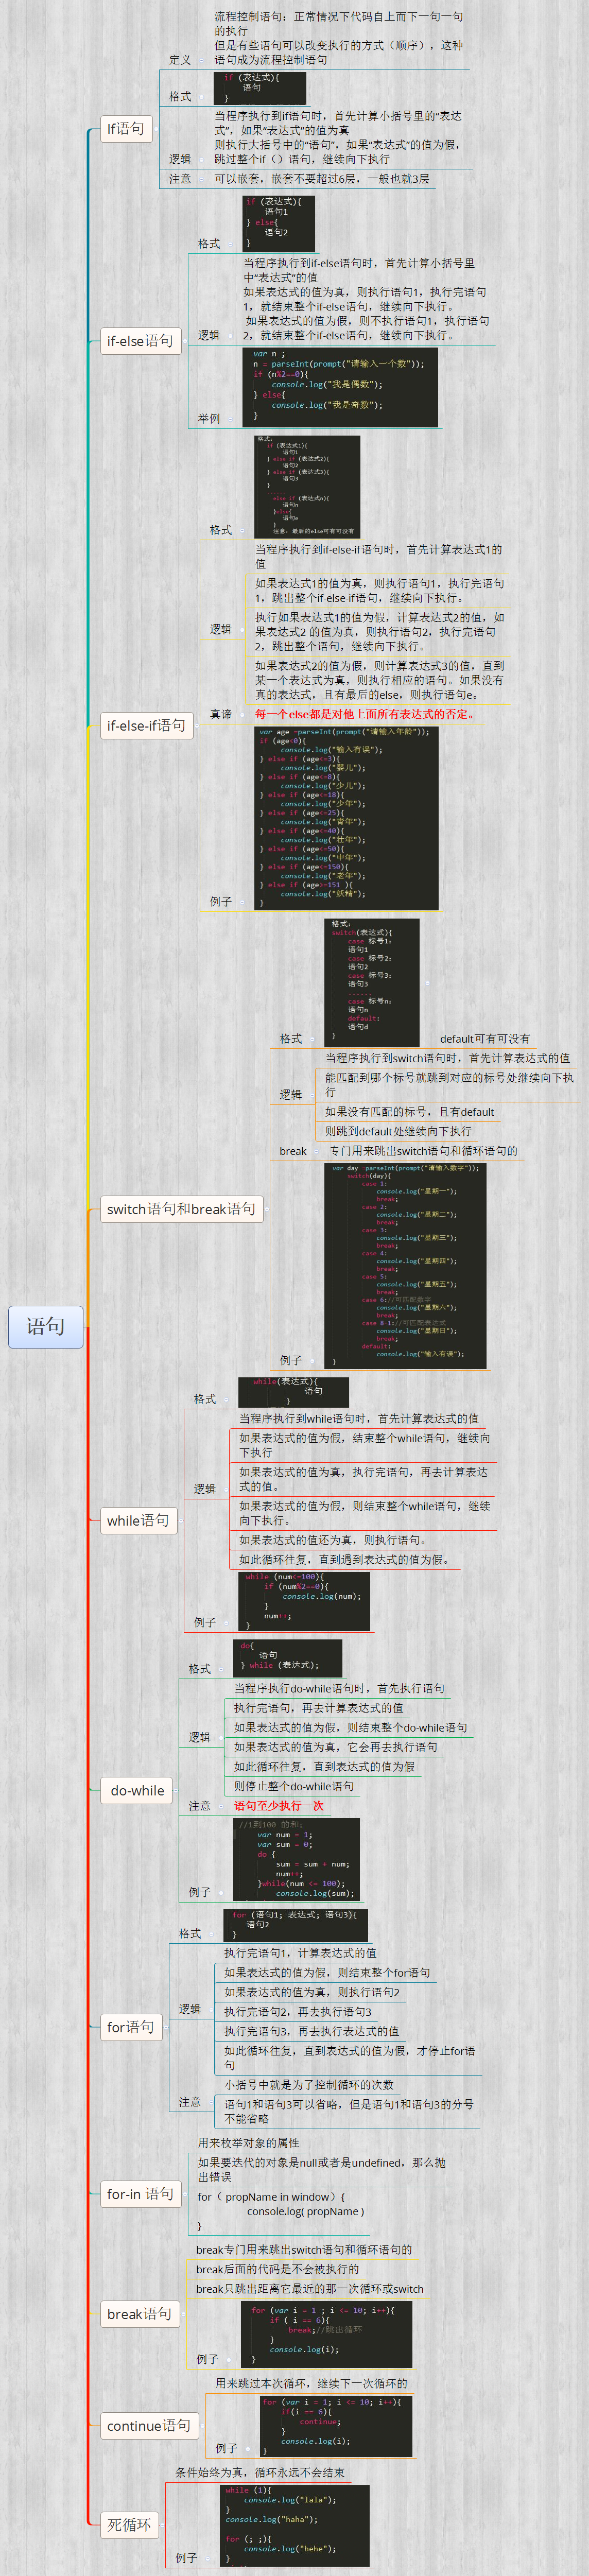 语句
If语句
定义
流程控制语句：正常情况下代码自上而下一句一句
的执行
但是有些语句可以改变执行的方式（顺序），这种
语句成为流程控制语句
格式
if (表达式){
语句
}
逻辑
当程序执行到if语句时，首先计算小括号里的“表达
式”，如果“表达式”的值为真
则执行大括号中的“语句”，如果“表达式”的值为假，
跳过整个if（）语句，继续向下执行
注意
可以嵌套，嵌套不要超过6层，一般也就3层
if-else语句
格式
if (表达式){
语句1
} else{
语句2
}
逻辑
当程序执行到if-else语句时，首先计算小括号里
中“表达式”的值
如果表达式的值为真，则执行语句1，执行完语句
1，就结束整个if-else语句，继续向下执行。
如果表达式的值为假，则不执行语句1，执行语句
2，就结束整个if-else语句，继续向下执行。
举例
var n ;
n = parseInt(prompt("请输入一个数"));
if (n%2==0){
console.log("我是偶数");
} else{
console.log("我是奇数");
}
if-else-if语句
格式
格式：
if (表达式1){
语句1
} else if (表达式2){
语句2
} else if (表达式3){
语句3
}
......
else if (表达式n){
语句n
}else{
语句e
}
注意：最后的else可有可没有
逻辑
当程序执行到if-else-if语句时，首先计算表达式1的
值
如果表达式1的值为真，则执行语句1，执行完语句
1，跳出整个if-else-if语句，继续向下执行。
执行如果表达式1的值为假，计算表达式2的值，如
果表达式2 的值为真，则执行语句2，执行完语句
2，跳出整个语句，继续向下执行。
如果表达式2的值为假，则计算表达式3的值，直到
某一个表达式为真，则执行相应的语句。如果没有
真的表达式，且有最后的else，则执行语句e。
真谛
每一个else都是对他上面所有表达式的否定。
例子
var age =parseInt(prompt("请输入年龄"));
if (age<0){
console.log("输入有误");
} else if (age<=3){
console.log("婴儿");
} else if (age<=8){
console.log("少儿");
} else if (age<=18){
console.log("少年");
} else if (age<=25){
console.log("青年");
} else if (age<=40){
console.log("壮年");
} else if (age<=50){
console.log("中年");
} else if (age<=150){
console.log("老年");
} else if (age>=151 ){
console.log("妖精");
}
switch语句和break语句
格式
格式：
switch(表达式){
case 标号1:
语句1
case 标号2:
语句2
case 标号3:
语句3
......
case 标号n:
语句n
default:
语句d
}
default可有可没有
逻辑
当程序执行到switch语句时，首先计算表达式的值
能匹配到哪个标号就跳到对应的标号处继续向下执
行
如果没有匹配的标号，且有default
则跳到default处继续向下执行
break
专门用来跳出switch语句和循环语句的
例子
var day =parseInt(prompt("请输入数字"));
switch(day){
case 1:
console.log("星期一");
break;
case 2:
console.log("星期二");
break;
case 3:
console.log("星期三");
break;
case 4:
console.log("星期四");
break;
case 5:
console.log("星期五");
break;
case 6://可匹配数字
console.log("星期六");
break;
case 8-1://可匹配表达式
console.log("星期日");
break;
default:
console.log("输入有误");
}
while语句
格式
while(表达式){
语句
}
逻辑
当程序执行到while语句时，首先计算表达式的值
如果表达式的值为假，结束整个while语句，继续向
下执行
如果表达式的值为真，执行完语句，再去计算表达
式的值。
如果表达式的值为假，则结束整个while语句，继续
向下执行。
如果表达式的值还为真，则执行语句。
如此循环往复，直到遇到表达式的值为假。
例子
while (num<=100){
if (num%2==0){
console.log(num);
}
num++;
}
do-while
格式
do{
语句
} while (表达式);
逻辑
当程序执行do-while语句时，首先执行语句
执行完语句，再去计算表达式的值
如果表达式的值为假，则结束整个do-while语句
如果表达式的值为真，它会再去执行语句
如此循环往复，直到表达式的值为假
则停止整个do-while语句
注意
语句至少执行一次
例子
//1到100 的和：
var num = 1;
var sum = 0;
do {
sum = sum + num;
num++;
}while(num <= 100);
console.log(sum);
for语句
格式
for (语句1; 表达式; 语句3){
语句2
}
逻辑
执行完语句1，计算表达式的值
如果表达式的值为假，则结束整个for语句
如果表达式的值为真，则执行语句2
执行完语句2，再去执行语句3
执行完语句3，再去执行表达式的值
如此循环往复，直到表达式的值为假，才停止for语
句
注意
小括号中就是为了控制循环的次数
语句1和语句3可以省略，但是语句1和语句3的分号
不能省略
for-in 语句
用来枚举对象的属性
如果要迭代的对象是null或者是undefined，那么抛
出错误
for（ propName in window）{
console.log( propName )
}
break语句
break专门用来跳出switch语句和循环语句的
break后面的代码是不会被执行的
break只跳出距离它最近的那一次循环或switch
例子
for (var i = 1 ; i <= 10; i++){
if ( i == 6){
break;//跳出循环
}
console.log(i);
}
continue语句
用来跳过本次循环，继续下一次循环的
例子
for (var i = 1; i <= 10; i++){
if(i == 6){
continue;
}
console.log(i);
}
死循环
条件始终为真，循环永远不会结束
例子
while (1){
console.log("lala");
}
console.log("haha");
for (; ;){
console.log("hehe");
}